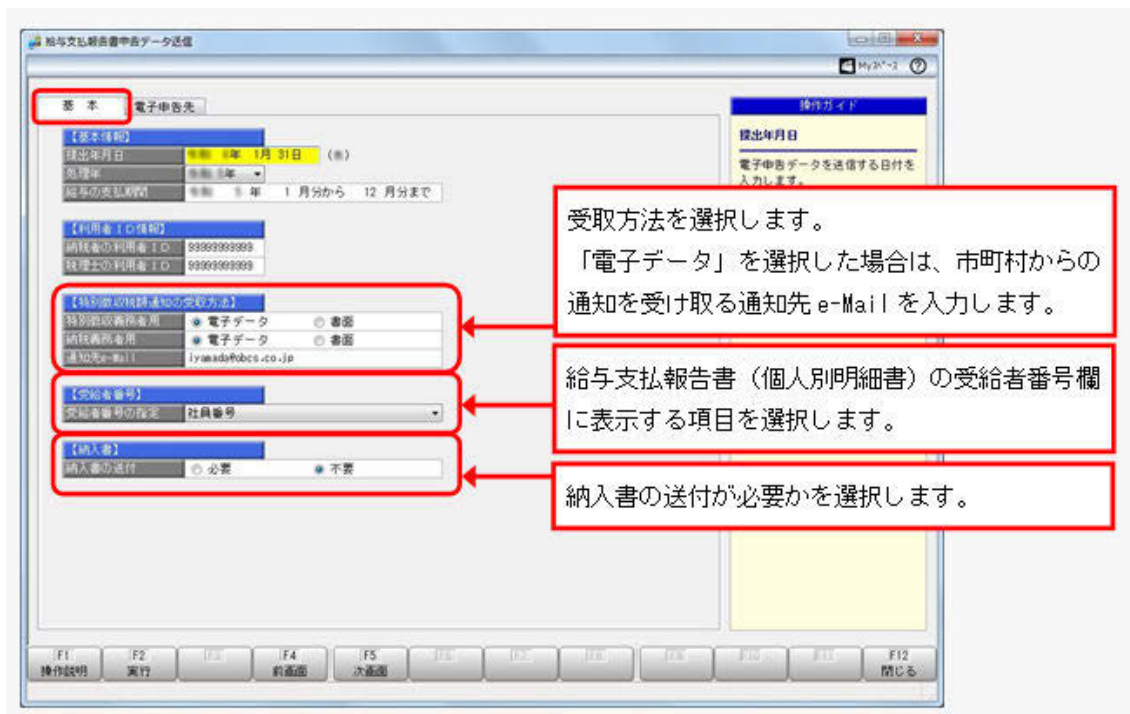 給与支払報告書申告データ送信
Myスペース
基 本
電子申告先
操作ガイド
【基本情報】
提出年月日 年 1月 31日
処理年 年
給与の支払期間 年 1 月分から 12 月分まで
【利用者ID情報】
納税者の利用者ID 99999999999
税理士の利用者ID 99999999999
【特別徴収税額通知の受取方法】
特別徴収義務者用 電子データ 書面
納税義務者用 電子データ 書面
通知先e-Mail iyamada@obcs.co.jp
【受給者番号】
受給者番号の指定 社員番号
【納入書】
納入書の送付 必要 不要
提出年月日
電子申告データを送信する日付を
入力します。
受取方法を選択します。
「電子データ」を選択した場合は、市町村からの
通知を受け取る通知先 e-Mail を入力します。
給与支払報告書(個人別明細書)の受給者番号欄
に表示する項目を選択します。
納入書の送付が必要かを選択します。
F1 操作説明
F2 実行
F4 前画面
F5 次画面
F12 閉じる